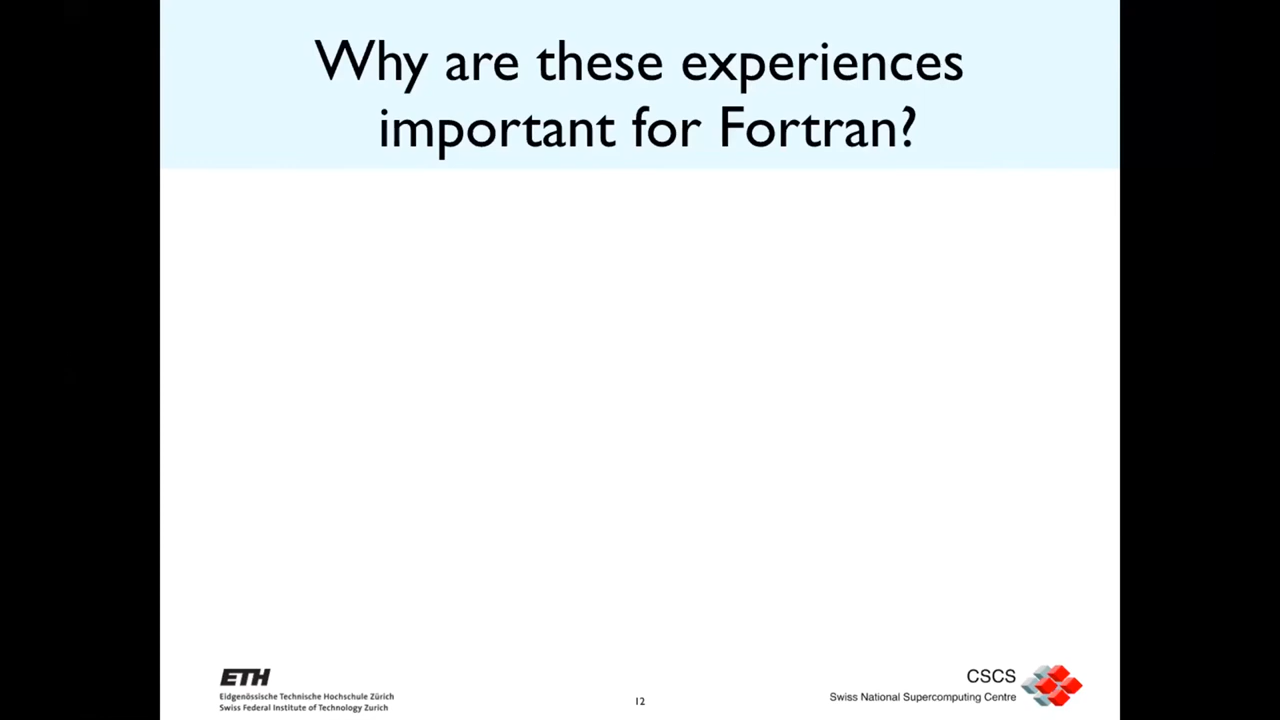 Why are these experiences
important for Fortran?
ETH
Eidgenössische Technische Hochschule Zürich
Swiss Federal Institute of Technology Zurich
12
CSCS
Swiss National Supercomputing Centre